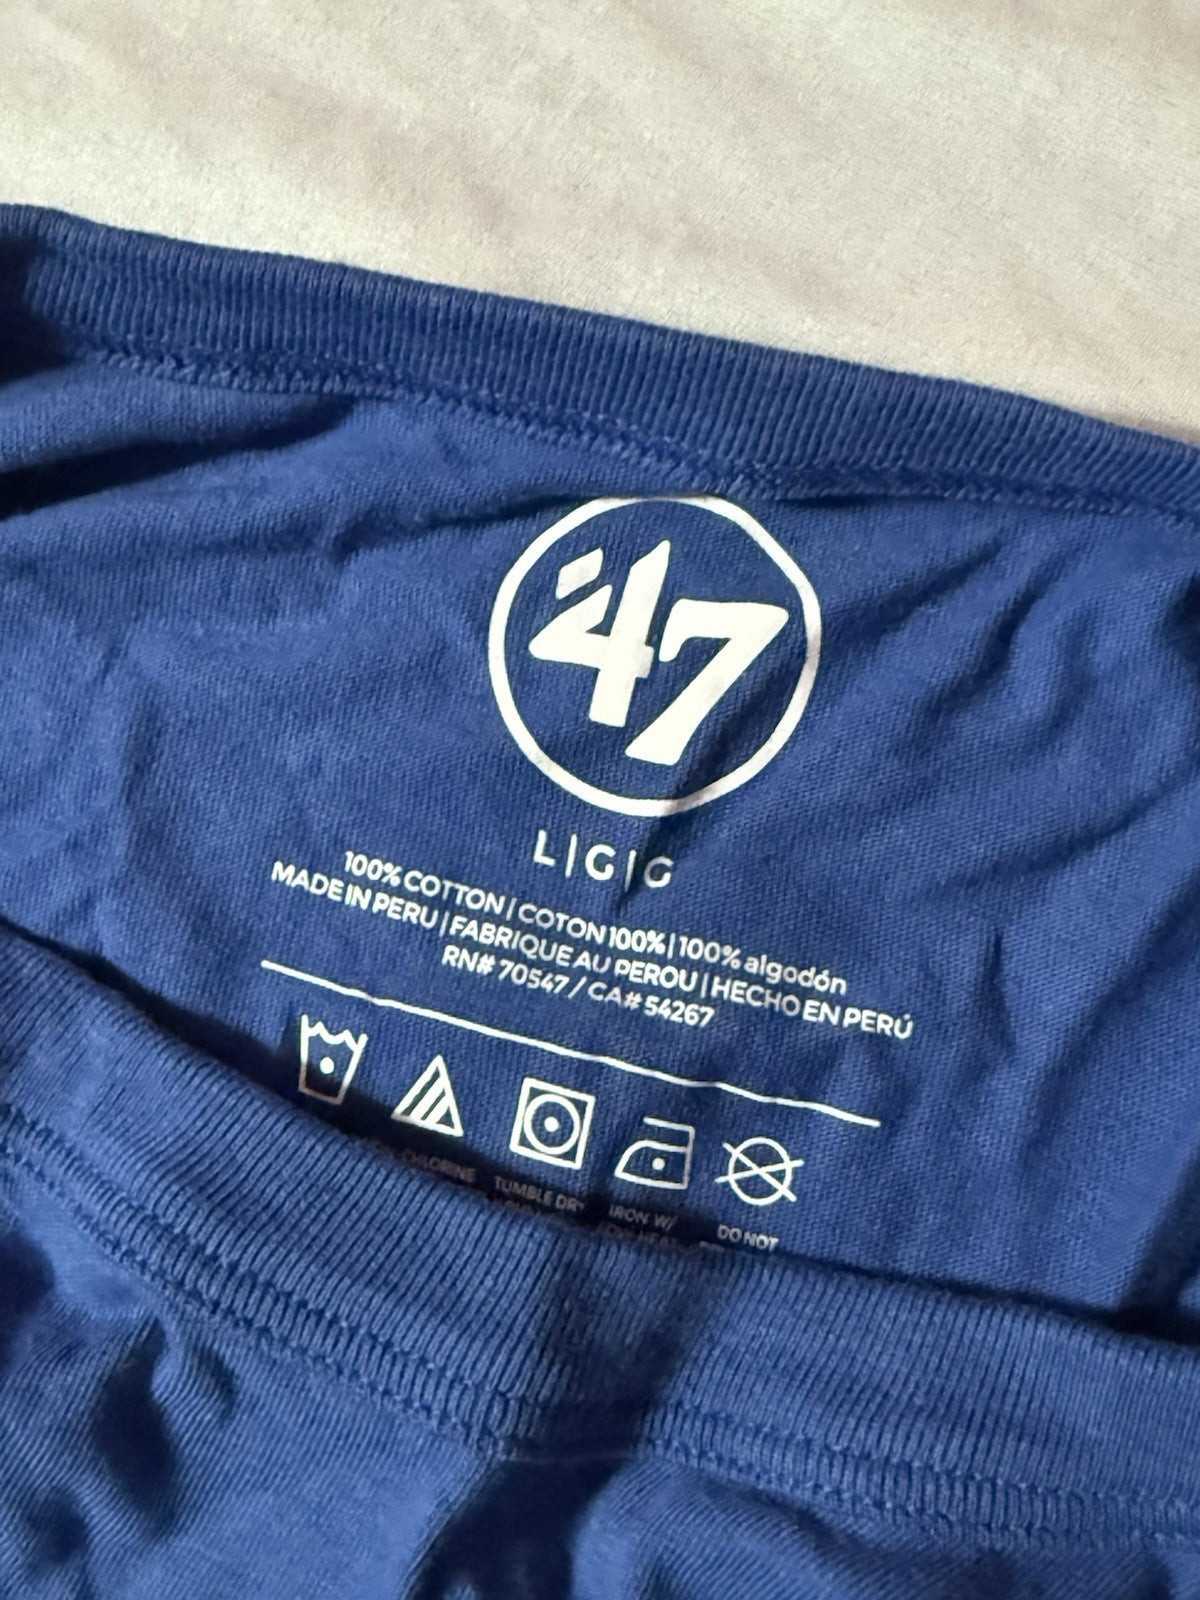 '47
L|G|G
100% COTTON | COTON 100% | 100% algodón
MADE IN PERU | FABRIQUE AU PEROU | HECHO EN PERÚ
RN# 70547 / CA# 54267
CHLORINE TUMBLE DRY IRON W/ DO NOT